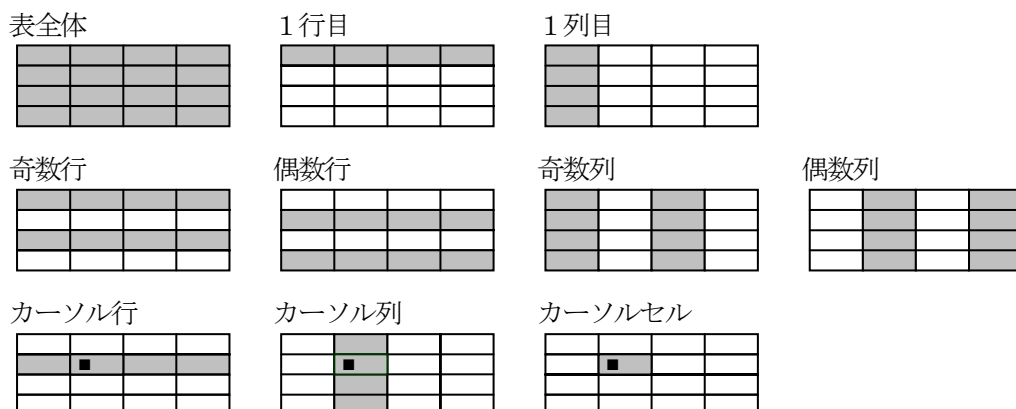 表全体 １行目 １列目
奇数行 偶数行 奇数列 偶数列
カーソル行 カーソル列 カーソルセル